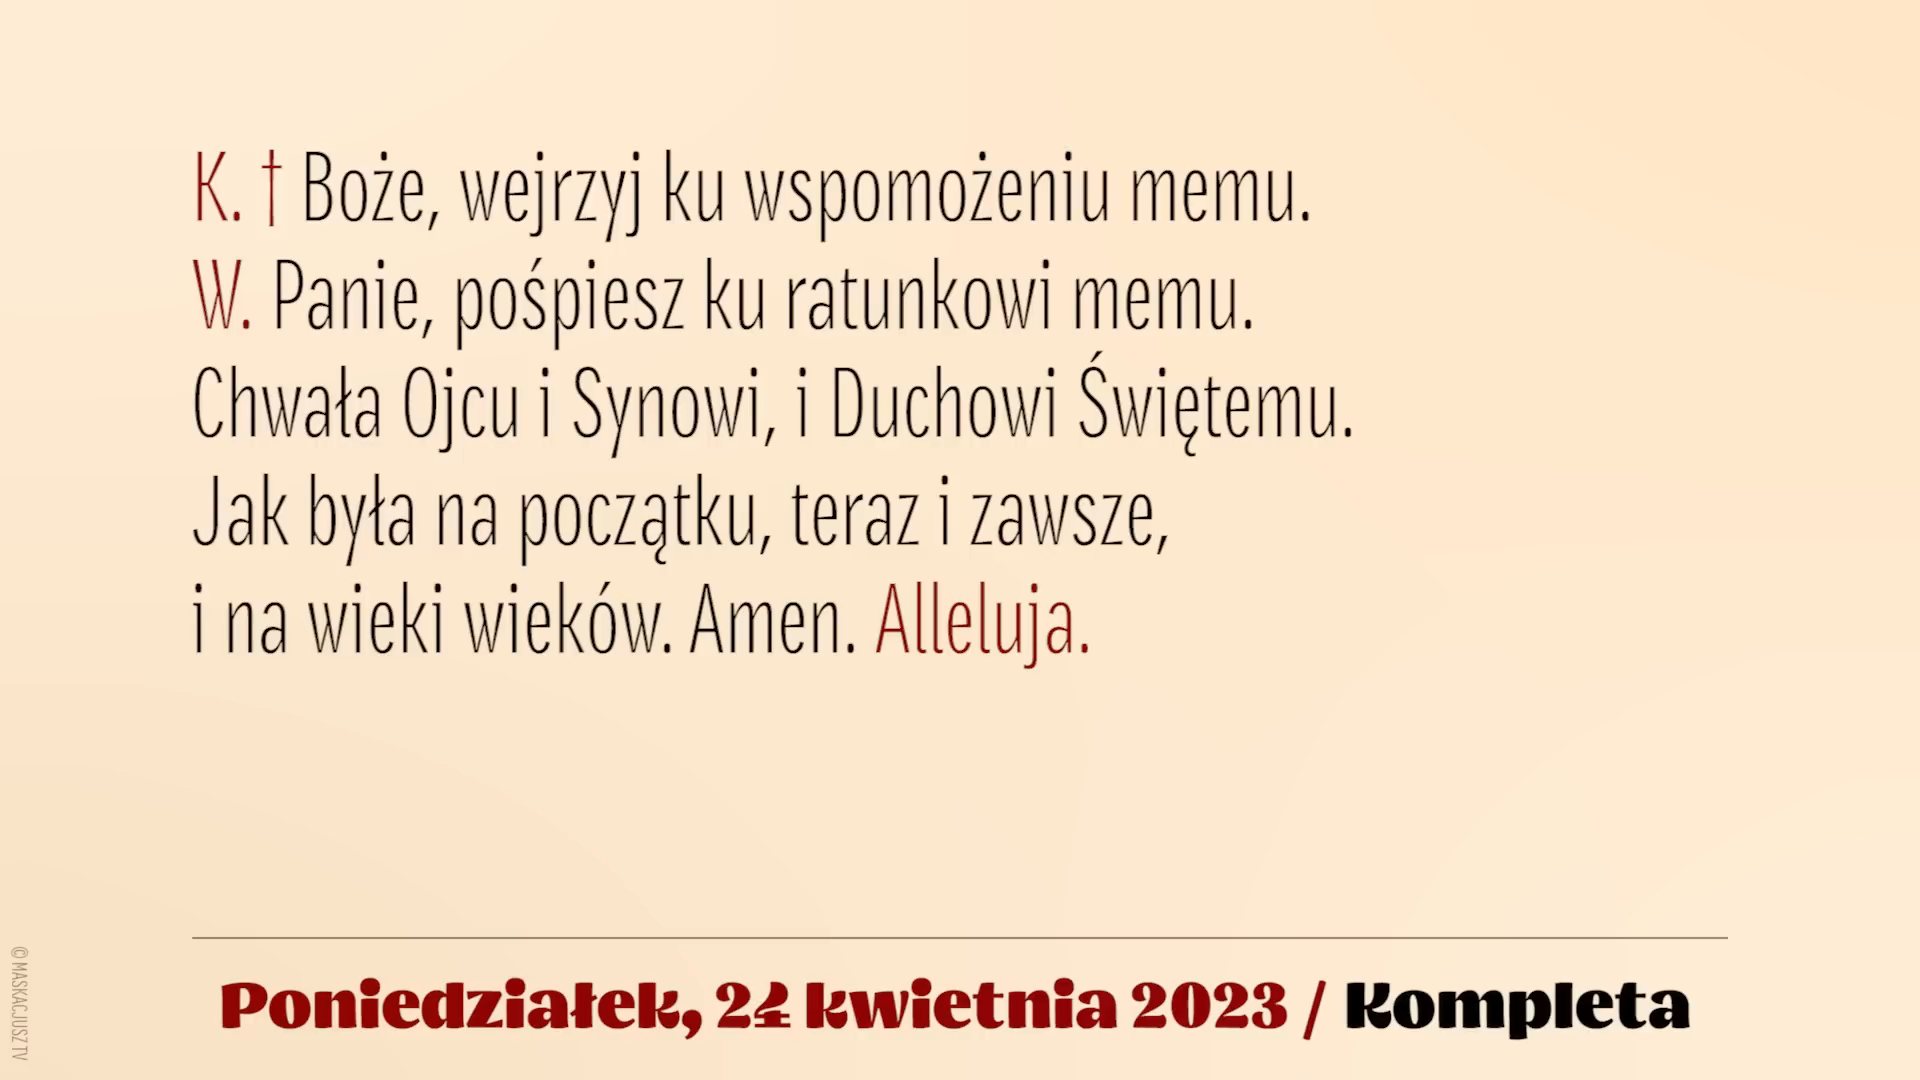 K. † Boże, wejrzyj ku wspomożeniu memu.
W. Panie, pośpiesz ku ratunkowi memu.
Chwała Ojcu i Synowi, i Duchowi Świętemu.
Jak była na początku, teraz i zawsze,
i na wieki wieków. Amen. Alleluja.
Poniedziałek, 24 kwietnia 2023 / Kompleta
© MASKACJUSZ TV